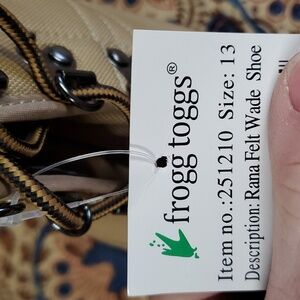 frogg toggs®
Item no.:251210 Size: 13
Description: Rana Felt Wade Shoe